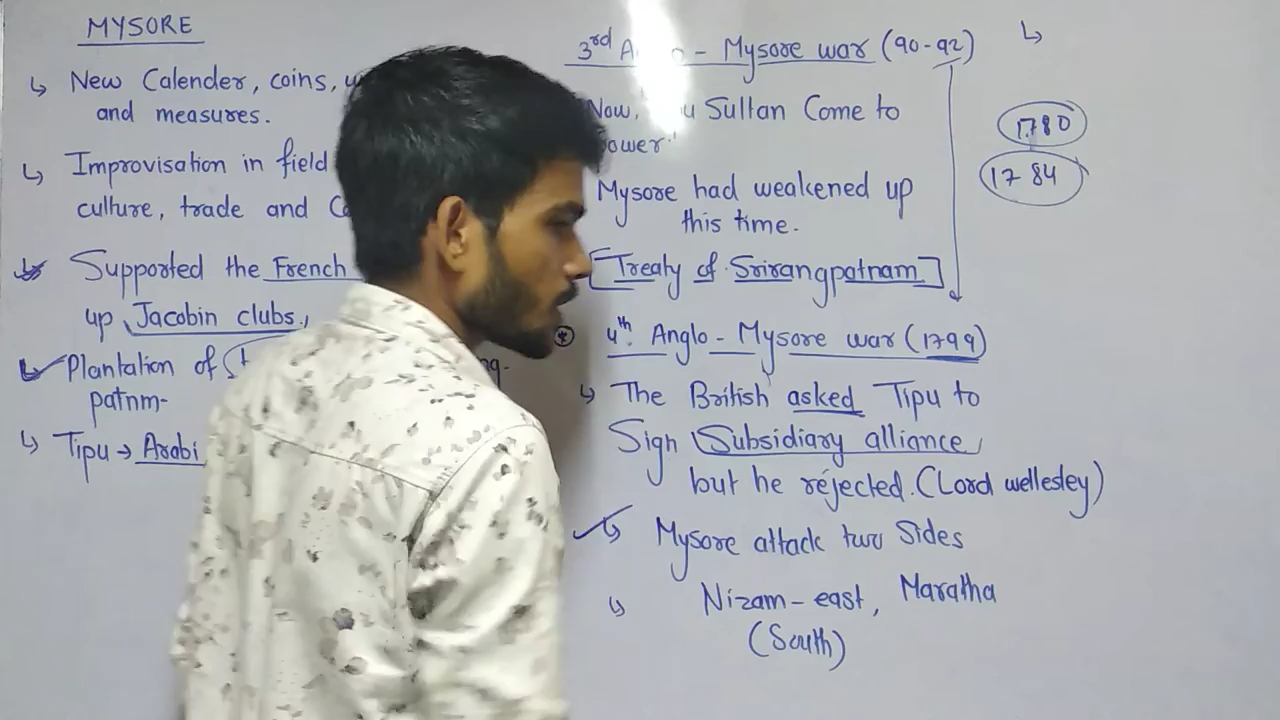 MYSORE
New Calender, coins,
and measures.
Improvisation in field
culture, trade and
Supported the French
up Jacobin clubs.
Plantation of
patnm-
Tipu → Arabi
3rd - Mysore war (90-92)
Now, Sultan Come to
Mysore had weakened up
this time.
[Treaty of Srirangpatnam]
4th Anglo - Mysore war (1799)
The British asked Tipu to
Sign Subsidiary alliance
but he rejected. (Lord wellesley)
Mysore attack two Sides
Nizam - east, Maratha
(South)
1780
1784